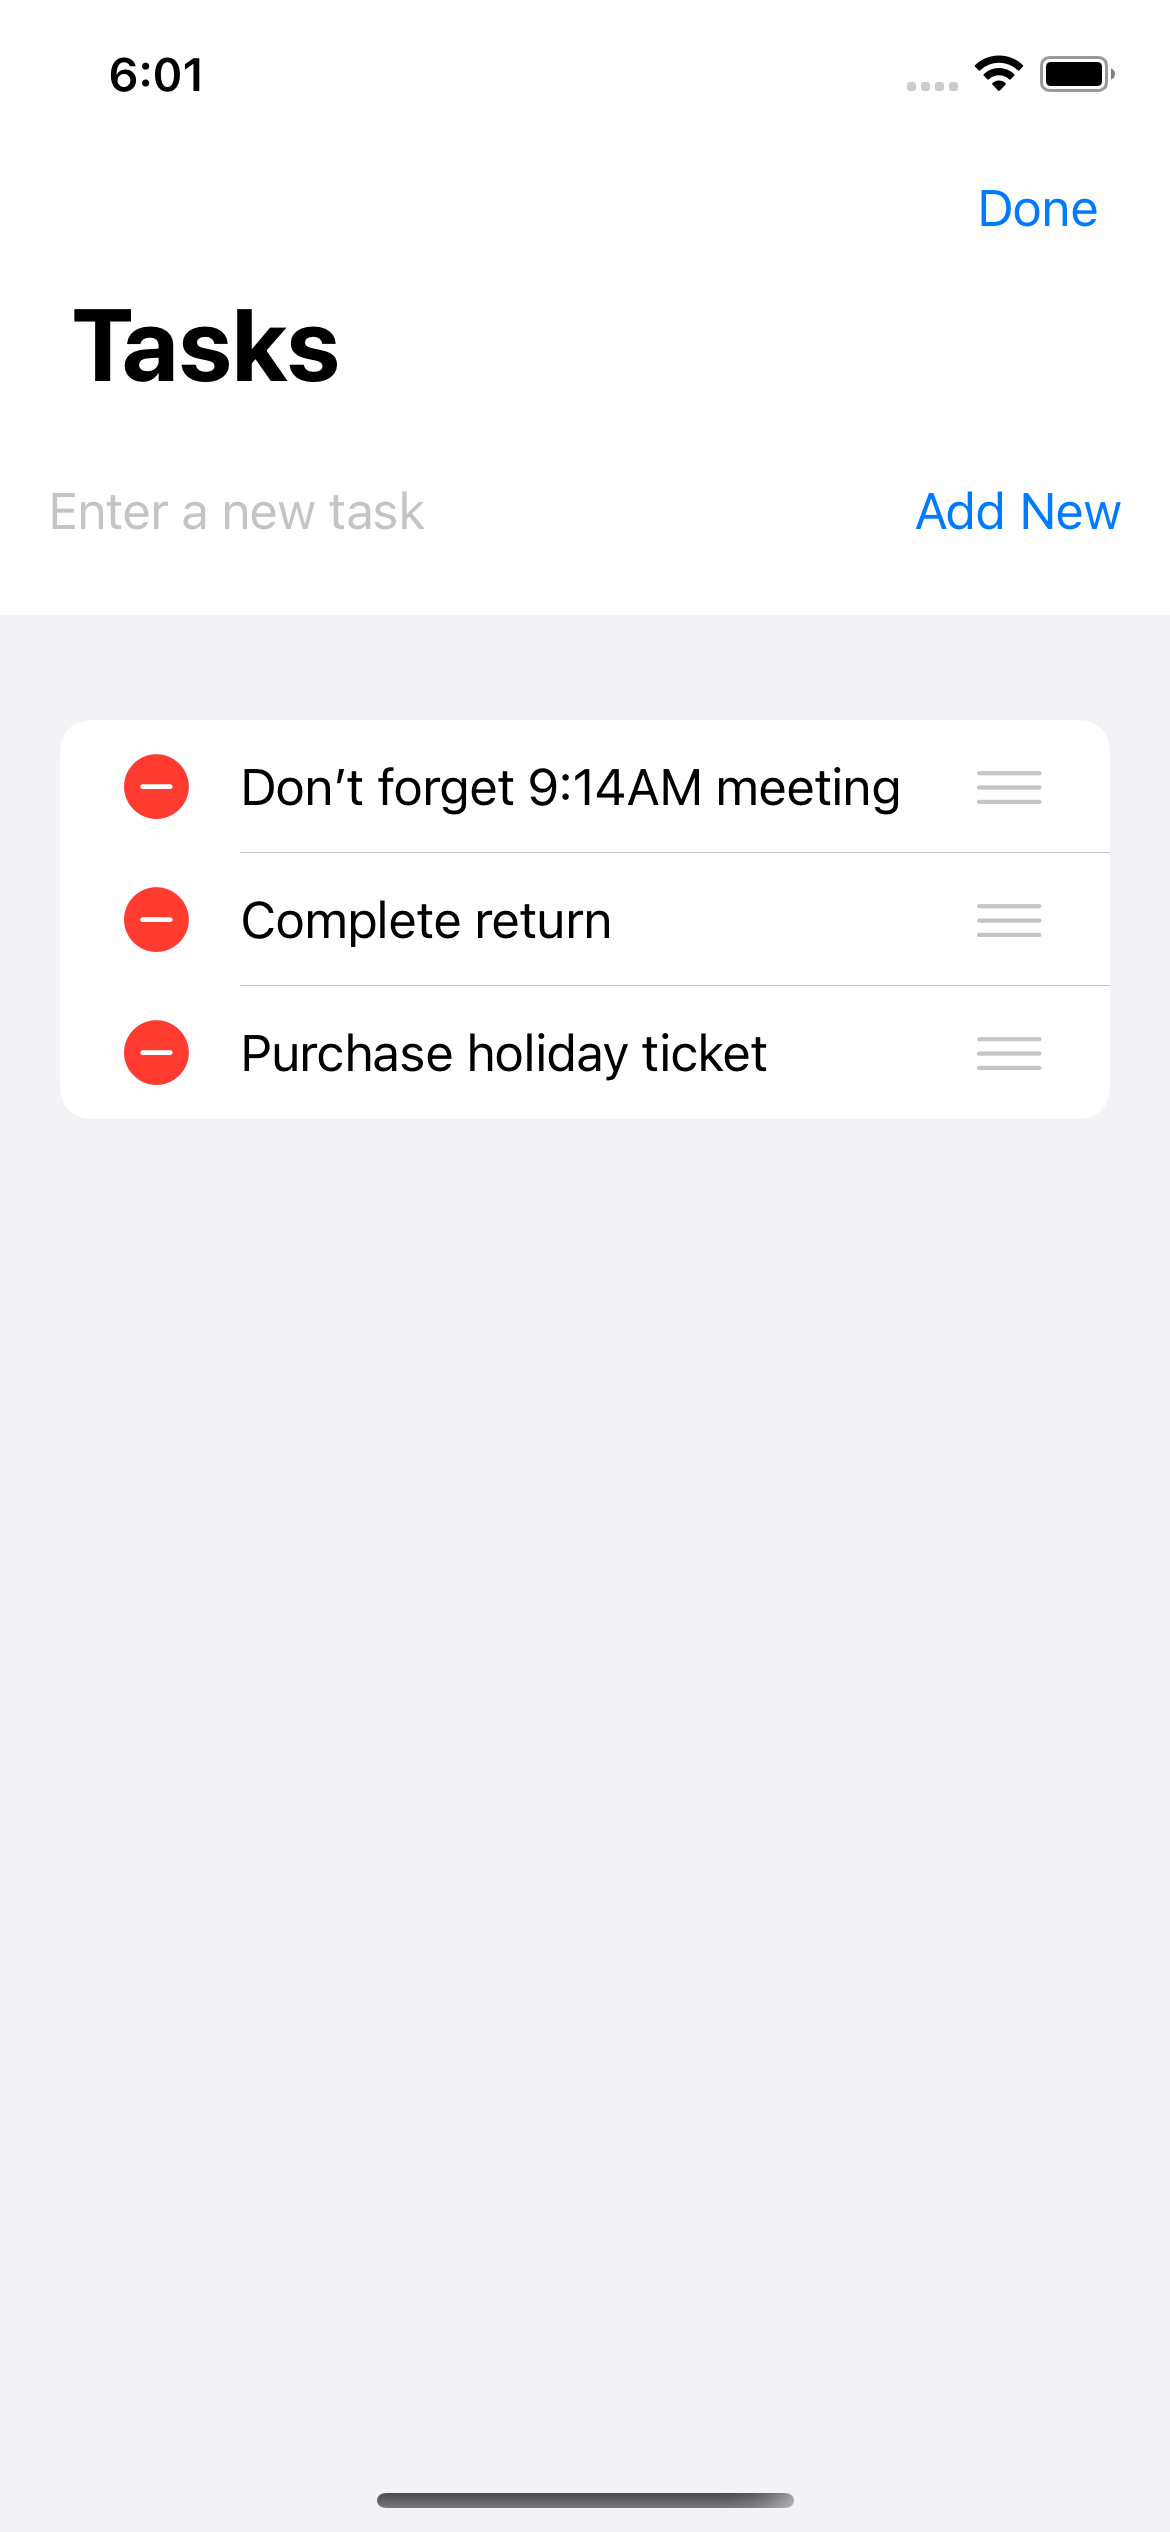 6:01
Done
Tasks
Enter a new task
Add New
Don’t forget 9:14AM meeting
Complete return
Purchase holiday ticket